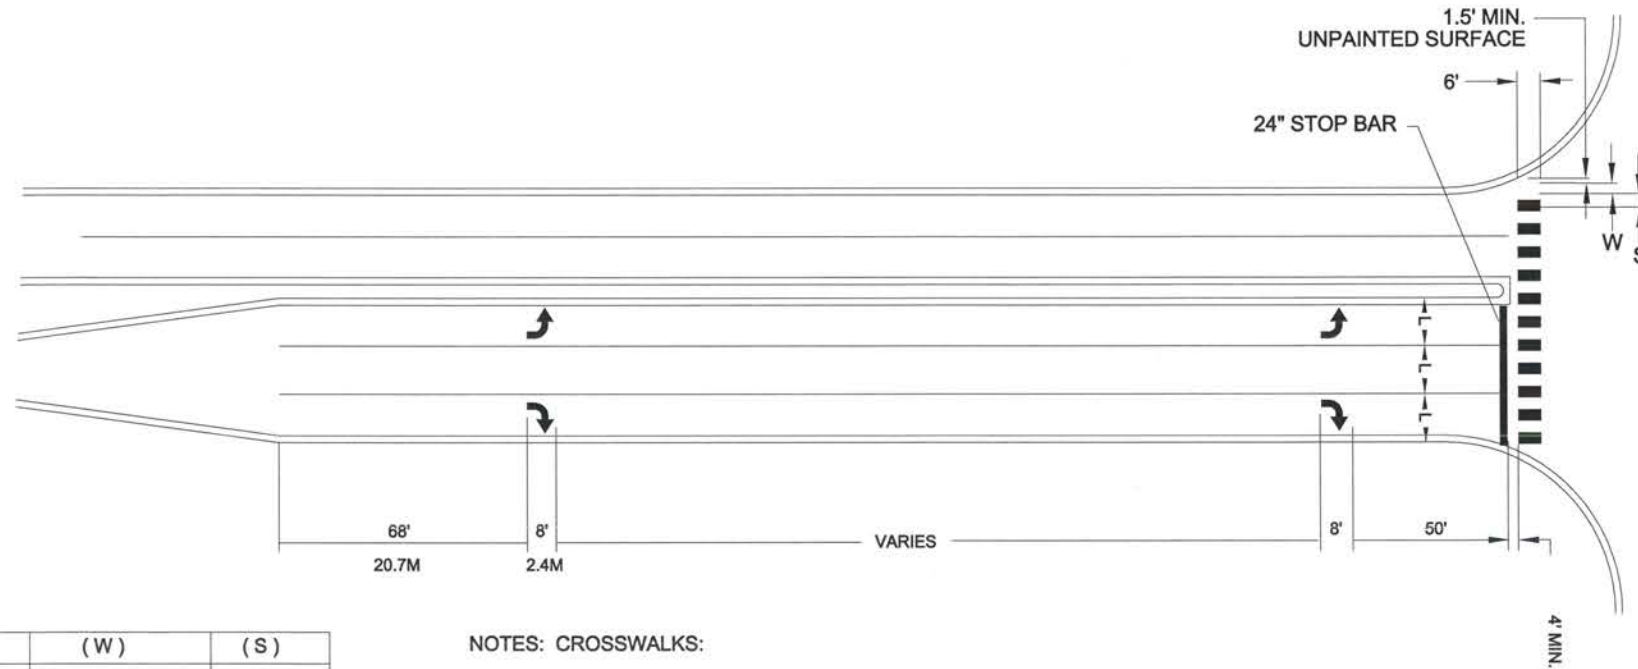 1.5' MIN.
UNPAINTED SURFACE
6'
24" STOP BAR
W
L
L
L
68'
8'
VARIES
8'
50'
20.7M
2.4M
4' MIN.
(W)
(S)
NOTES: CROSSWALKS: